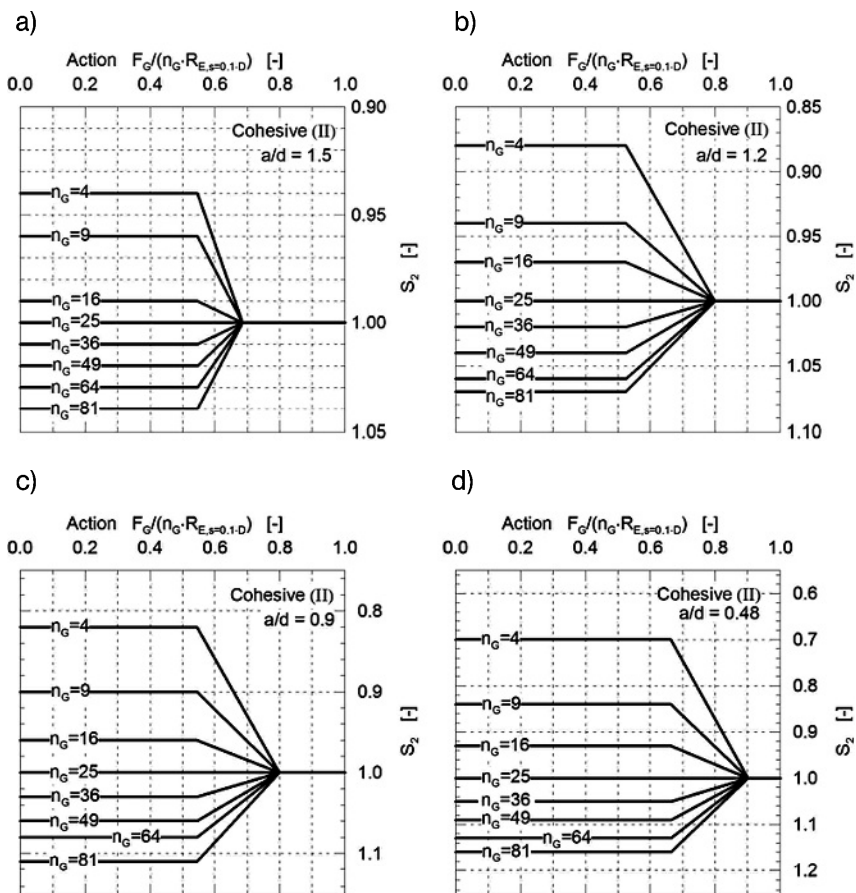 a)
Action F_G/(n_G·R_E,s=0.1·D) [-]
0.0 0.2 0.4 0.6 0.8 1.0
0.90
Cohesive (II)
a/d = 1.5
n_G=4
0.95
n_G=9
S_2 [-]
n_G=16
n_G=25
1.00
n_G=36
n_G=49
n_G=64
n_G=81
1.05
b)
Action F_G/(n_G·R_E,s=0.1·D) [-]
0.0 0.2 0.4 0.6 0.8 1.0
0.85
Cohesive (II)
a/d = 1.2
n_G=4
0.90
n_G=9
0.95
S_2 [-]
n_G=16
n_G=25
1.00
n_G=36
n_G=49
1.05
n_G=64
n_G=81
1.10
c)
Action F_G/(n_G·R_E,s=0.1·D) [-]
0.0 0.2 0.4 0.6 0.8 1.0
Cohesive (II)
0.8
a/d = 0.9
n_G=4
n_G=9
0.9
S_2 [-]
n_G=16
n_G=25
1.0
n_G=36
n_G=49
n_G=64
n_G=81
1.1
d)
Action F_G/(n_G·R_E,s=0.1·D) [-]
0.0 0.2 0.4 0.6 0.8 1.0
0.6
Cohesive (II)
a/d = 0.48
n_G=4
0.7
0.8
n_G=9
S_2 [-]
0.9
n_G=16
n_G=25
1.0
n_G=36
n_G=49
1.1
n_G=64
n_G=81
1.2